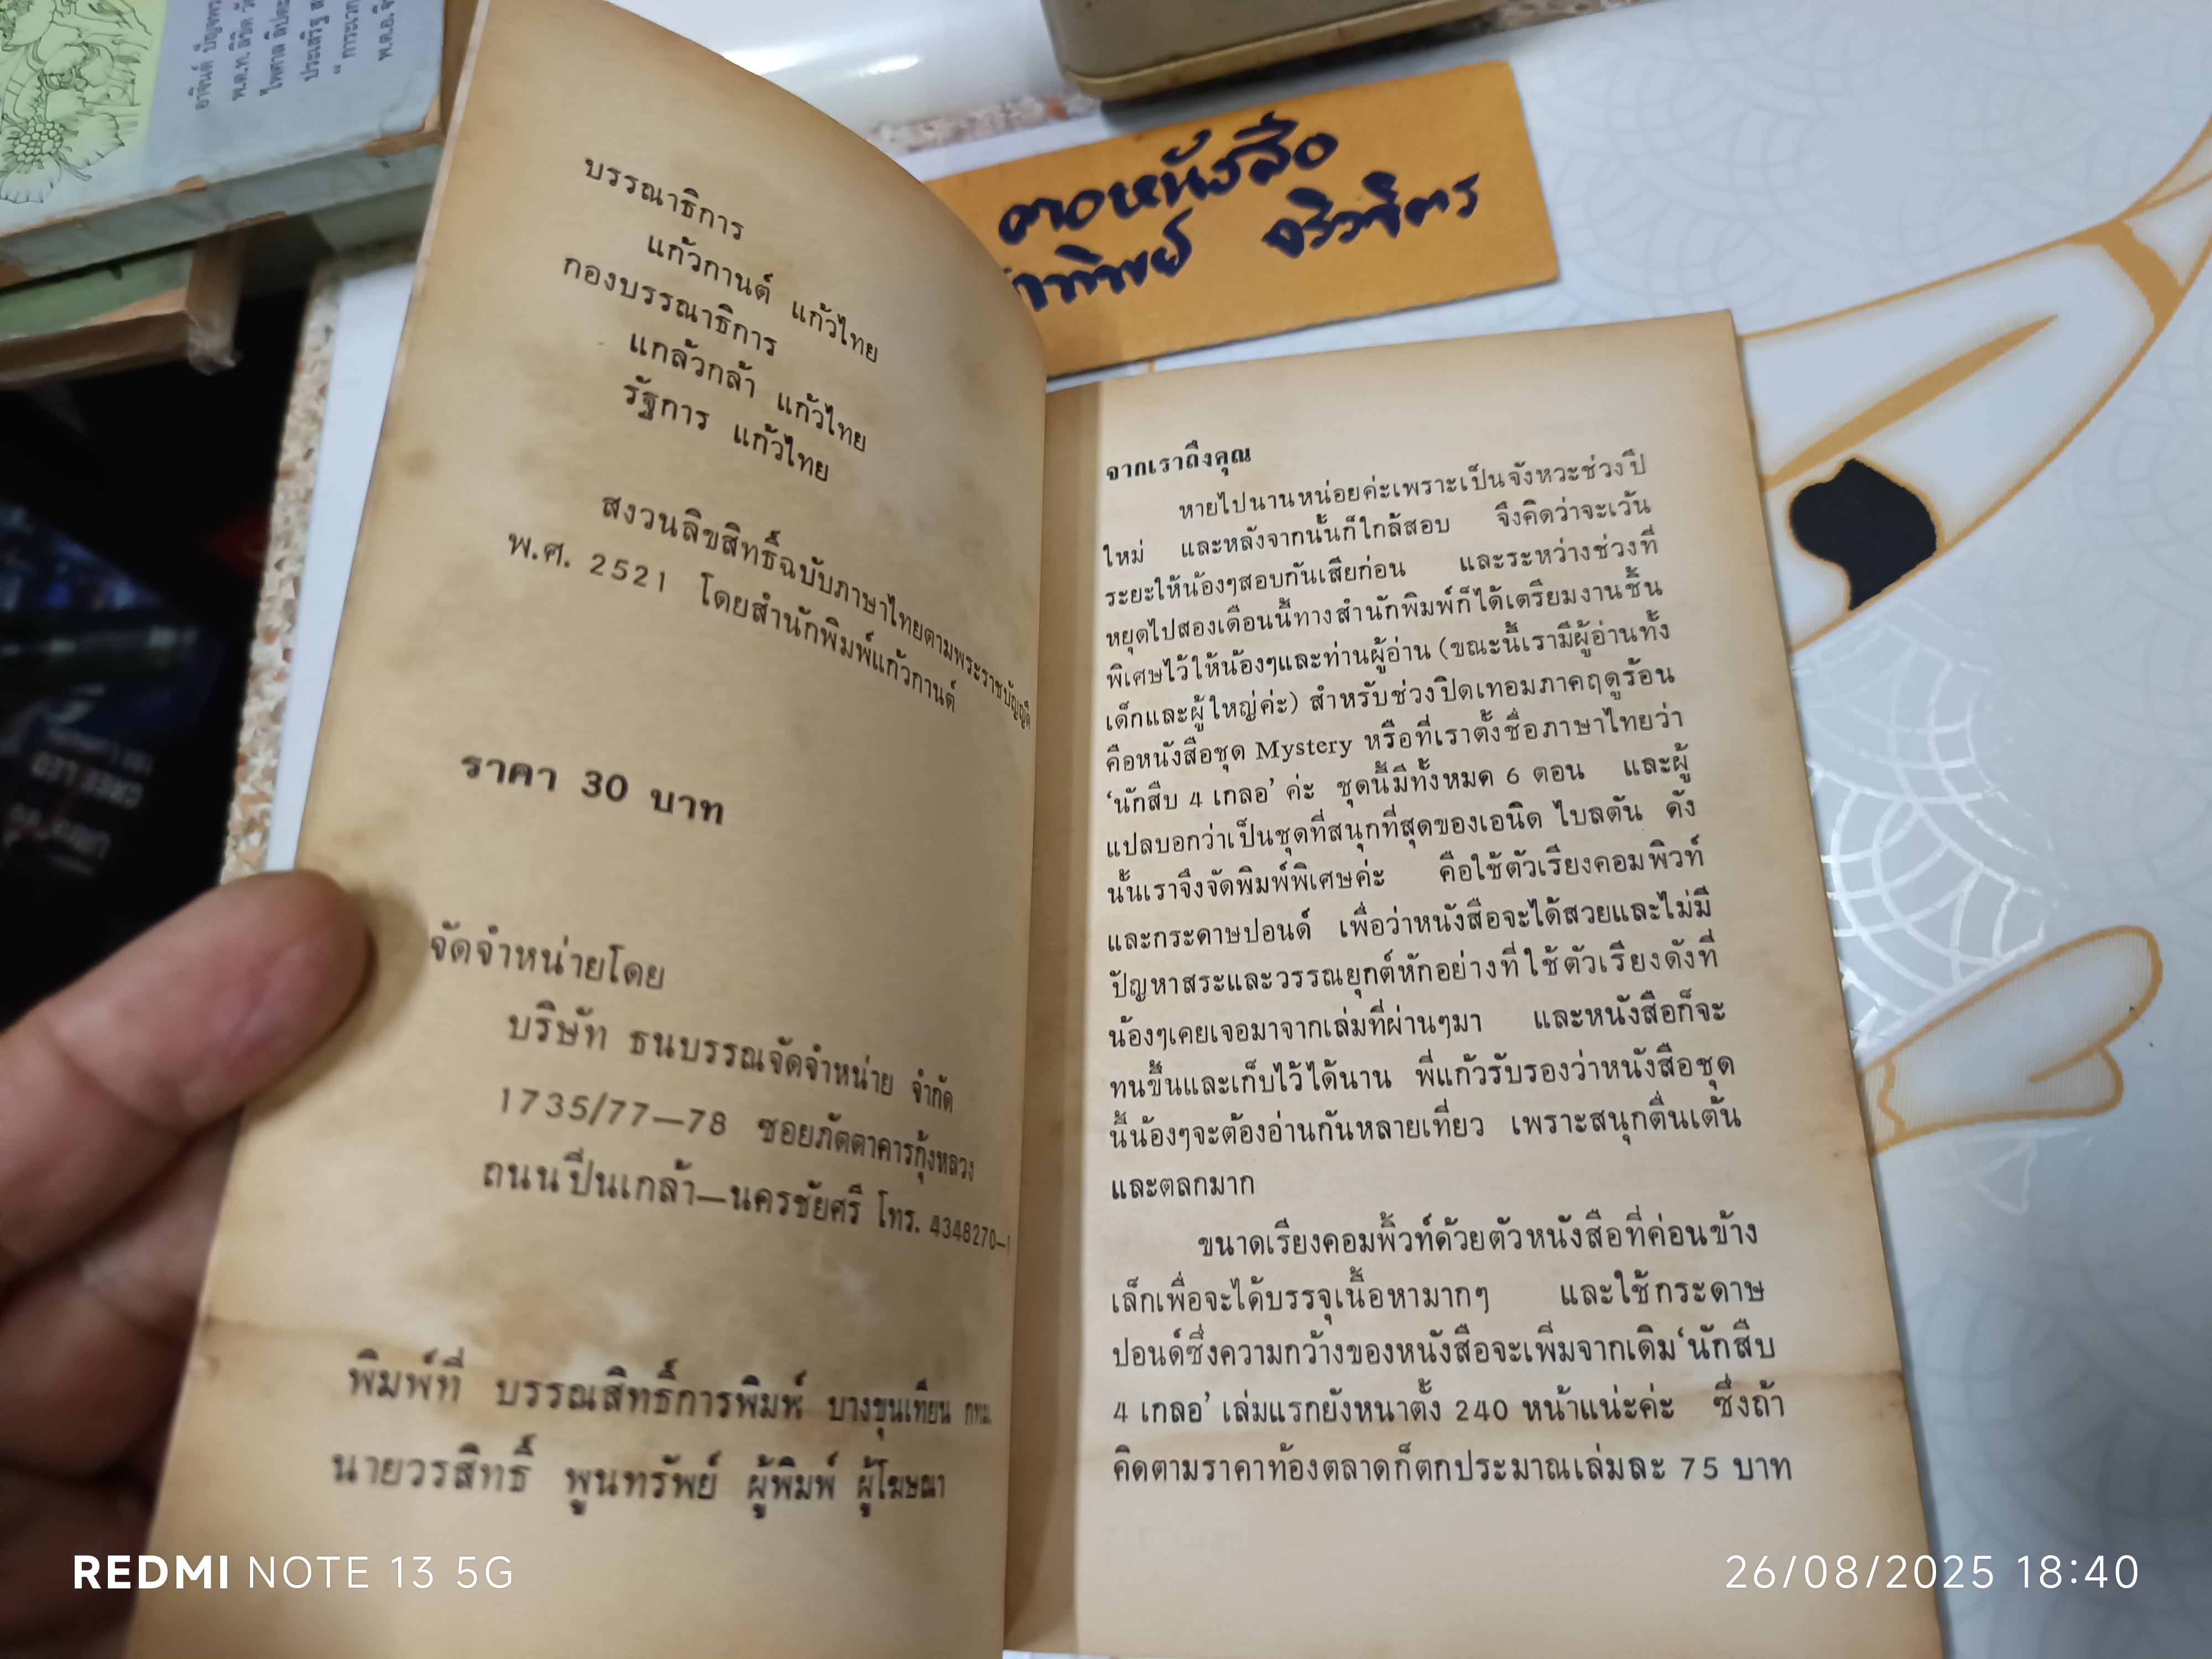 บรรณาธิการ
แก้วกานต์ แก้วไทย
กองบรรณาธิการ
แกล้วกล้า แก้วไทย
รัฐการ แก้วไทย
สงวนลิขสิทธิ์ฉบับภาษาไทยตามพระราชบัญญัติ
พ.ศ. 2521 โดยสำนักพิมพ์แก้วกานต์
ราคา 30 บาท
จัดจำหน่ายโดย
บริษัท ธนบรรณจัดจำหน่าย จำกัด
1735/77—78 ซอยภัตตาคารกุ้งหลวง
ถนนปิ่นเกล้า—นครชัยศรี โทร. 4348270-1
พิมพ์ที่ บรรณสิทธิ์การพิมพ์ บางขุนเทียน กทม.
นายวรสิทธิ์ พูนทรัพย์ ผู้พิมพ์ ผู้โฆษณา
จากเราถึงคุณ
หายไปนานหน่อยค่ะเพราะเป็นจังหวะช่วงปี
ใหม่ และหลังจากนั้นก็ใกล้สอบ จึงคิดว่าจะเว้น
ระยะให้น้องๆสอบกันเสียก่อน และระหว่างช่วงที่
หยุดไปสองเดือนนี้ทางสำนักพิมพ์ก็ได้เตรียมงานชิ้น
พิเศษไว้ให้น้องๆและท่านผู้อ่าน (ขณะนี้เรามีผู้อ่านทั้ง
เด็กและผู้ใหญ่ค่ะ) สำหรับช่วงปิดเทอมภาคฤดูร้อน
คือหนังสือชุด Mystery หรือที่เราตั้งชื่อภาษาไทยว่า
‘นักสืบ 4 เกลอ’ ค่ะ ชุดนี้มีทั้งหมด 6 ตอน และผู้
แปลบอกว่าเป็นชุดที่สนุกที่สุดของเอนิด ไบลตัน ดัง
นั้นเราจึงจัดพิมพ์พิเศษค่ะ คือใช้ตัวเรียงคอมพิวท์
และกระดาษปอนด์ เพื่อว่าหนังสือจะได้สวยและไม่มี
ปัญหาสระและวรรณยุกต์หักอย่างที่ใช้ตัวเรียงดังที่
น้องๆเคยเจอมาจากเล่มที่ผ่านๆมา และหนังสือก็จะ
ทนขึ้นและเก็บไว้ได้นาน พี่แก้วรับรองว่าหนังสือชุด
นี้น้องๆจะต้องอ่านกันหลายเที่ยว เพราะสนุกตื่นเต้น
และตลกมาก
ขนาดเรียงคอมพิ้วท์ด้วยตัวหนังสือที่ค่อนข้าง
เล็กเพื่อจะได้บรรจุเนื้อหามากๆ และใช้กระดาษ
ปอนด์ซึ่งความกว้างของหนังสือจะเพิ่มจากเดิม‘นักสืบ
4 เกลอ’ เล่มแรกยังหนาตั้ง 240 หน้าแน่ะค่ะ ซึ่งถ้า
คิดตามราคาท้องตลาดก็ตกประมาณเล่มละ 75 บาท
REDMI NOTE 13 5G
26/08/2025 18:40